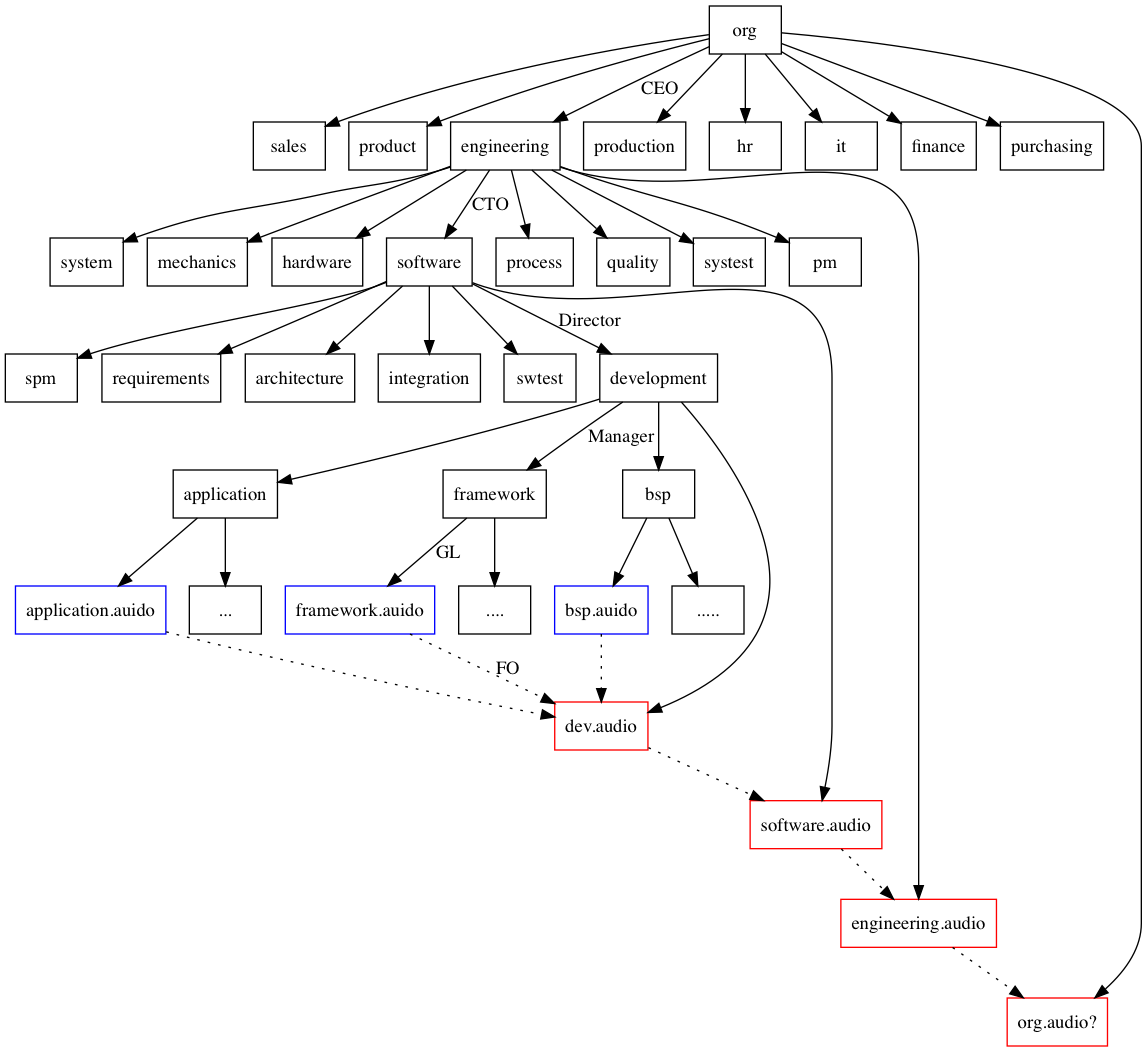 org
CEO
sales
product
engineering
production
hr
it
finance
purchasing
CTO
system
mechanics
hardware
software
process
quality
systest
pm
Director
spm
requirements
architecture
integration
swtest
development
Manager
application
framework
bsp
GL
application.auido
...
framework.auido
....
bsp.auido
.....
FO
dev.audio
software.audio
engineering.audio
org.audio?